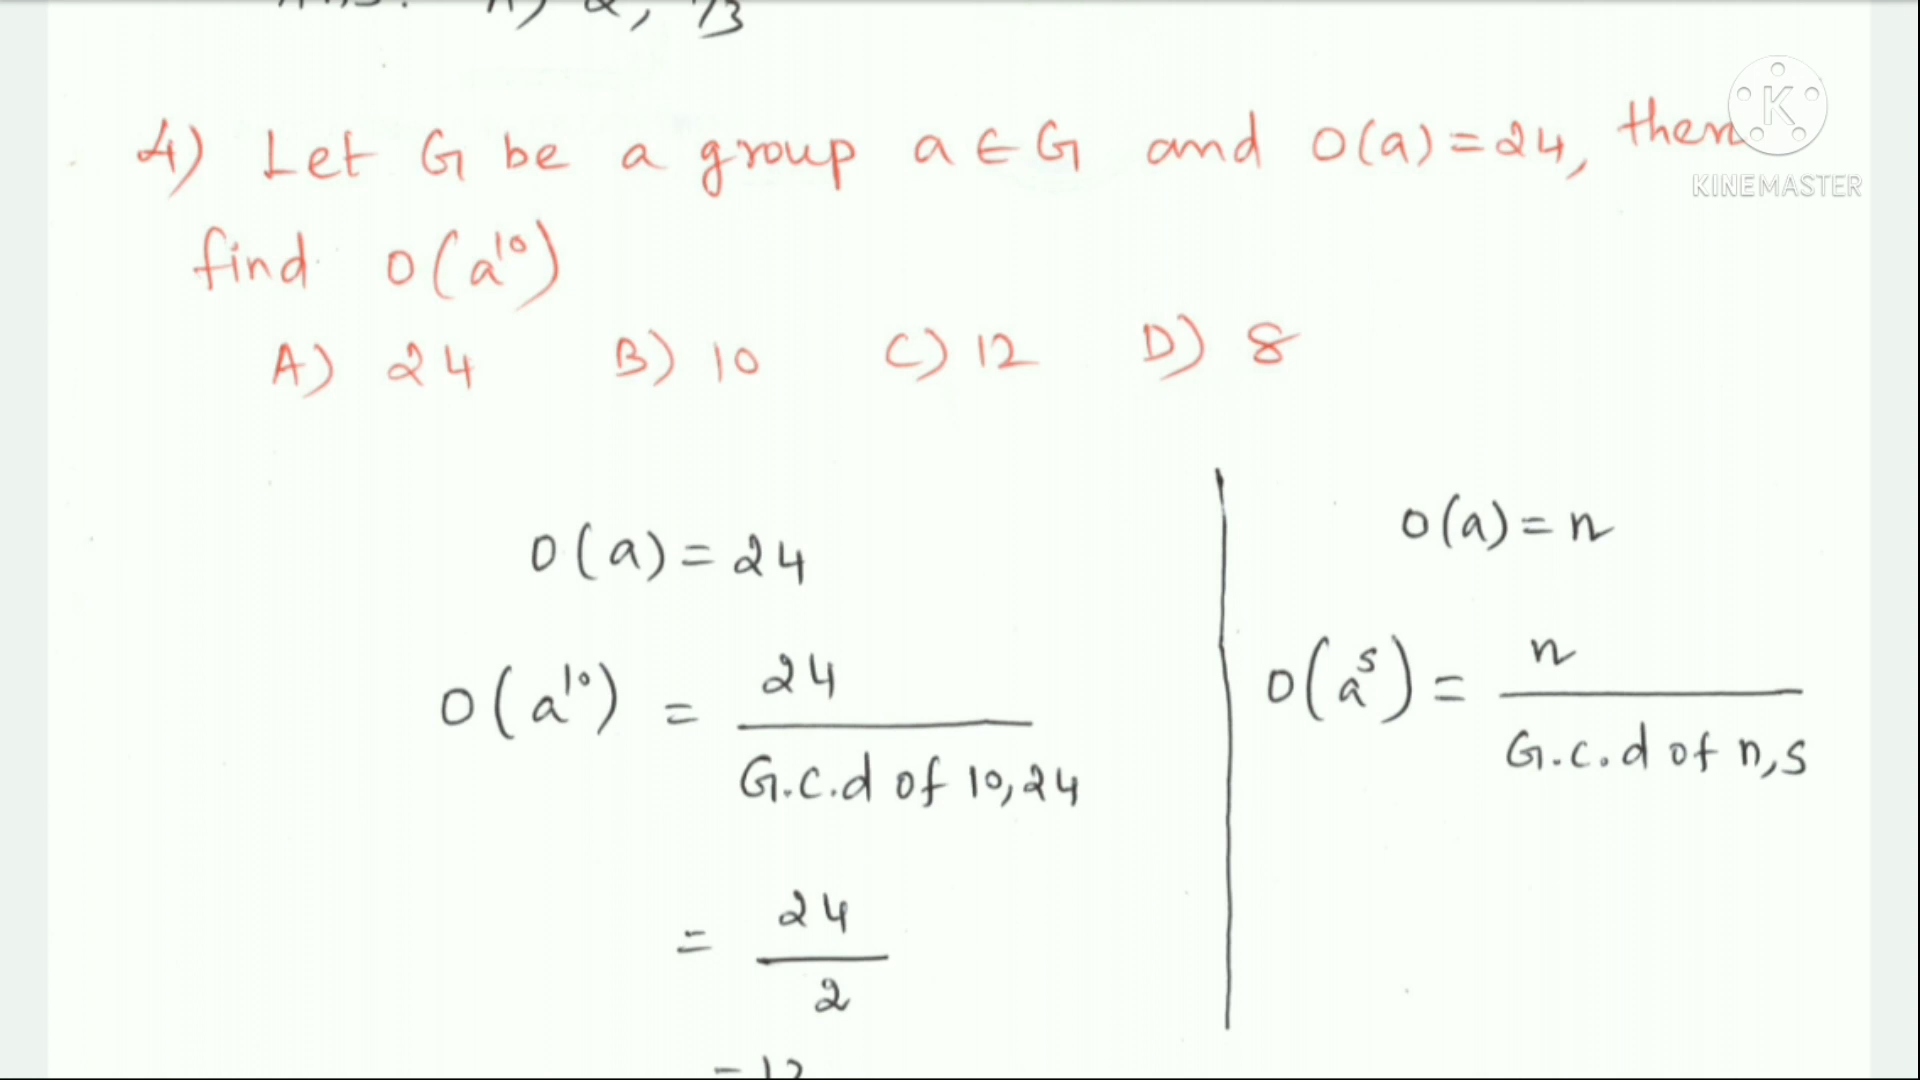 4) Let G be a group a ∈ G and O(a) = 24, then
find O(a¹⁰)
A) 24 B) 10 C) 12 D) 8
O(a) = 24
O(a¹⁰) = 24
G.c.d of 10, 24
= 24
2
= 12
O(a) = n
O(aˢ) = n
G.c.d of n, s
K
KINEMASTER